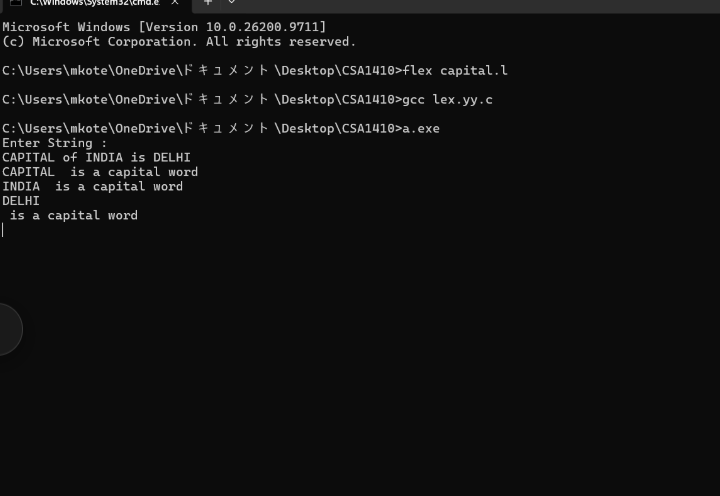 C:\Windows\System32\cmd.e
Microsoft Windows [Version 10.0.26200.9711]
(c) Microsoft Corporation. All rights reserved.
C:\Users\mkote\OneDrive\ドキュメント\Desktop\CSA1410>flex capital.l
C:\Users\mkote\OneDrive\ドキュメント\Desktop\CSA1410>gcc lex.yy.c
C:\Users\mkote\OneDrive\ドキュメント\Desktop\CSA1410>a.exe
Enter String :
CAPITAL of INDIA is DELHI
CAPITAL  is a capital word
INDIA  is a capital word
DELHI
 is a capital word